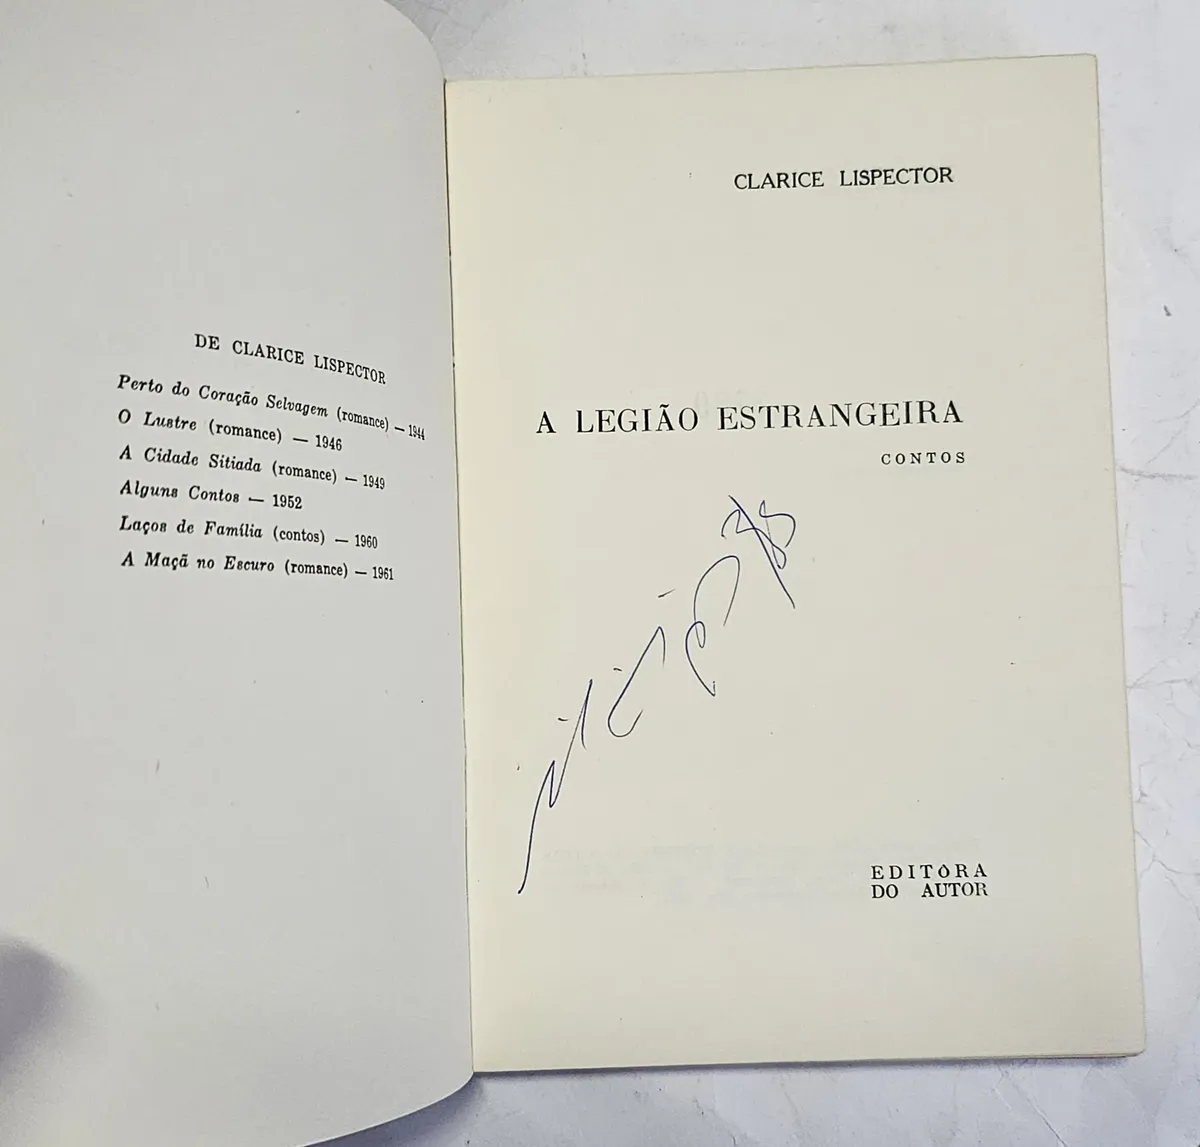 DE CLARICE LISPECTOR
Perto do Coração Selvagem (romance) — 1944
O Lustre (romance) — 1946
A Cidade Sitiada (romance) — 1949
Alguns Contos — 1952
Laços de Família (contos) — 1960
A Maçã no Escuro (romance) — 1961
CLARICE LISPECTOR
A LEGIÃO ESTRANGEIRA
CONTOS
EDITÔRA
DO AUTOR